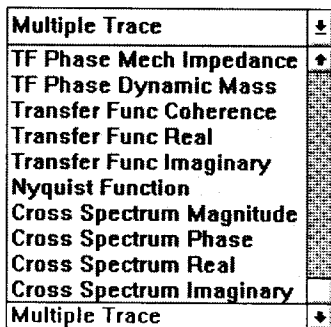 Multiple Trace
TF Phase Mech Impedance
TF Phase Dynamic Mass
Transfer Func Coherence
Transfer Func Real
Transfer Func Imaginary
Nyquist Function
Cross Spectrum Magnitude
Cross Spectrum Phase
Cross Spectrum Real
Cross Spectrum Imaginary
Multiple Trace